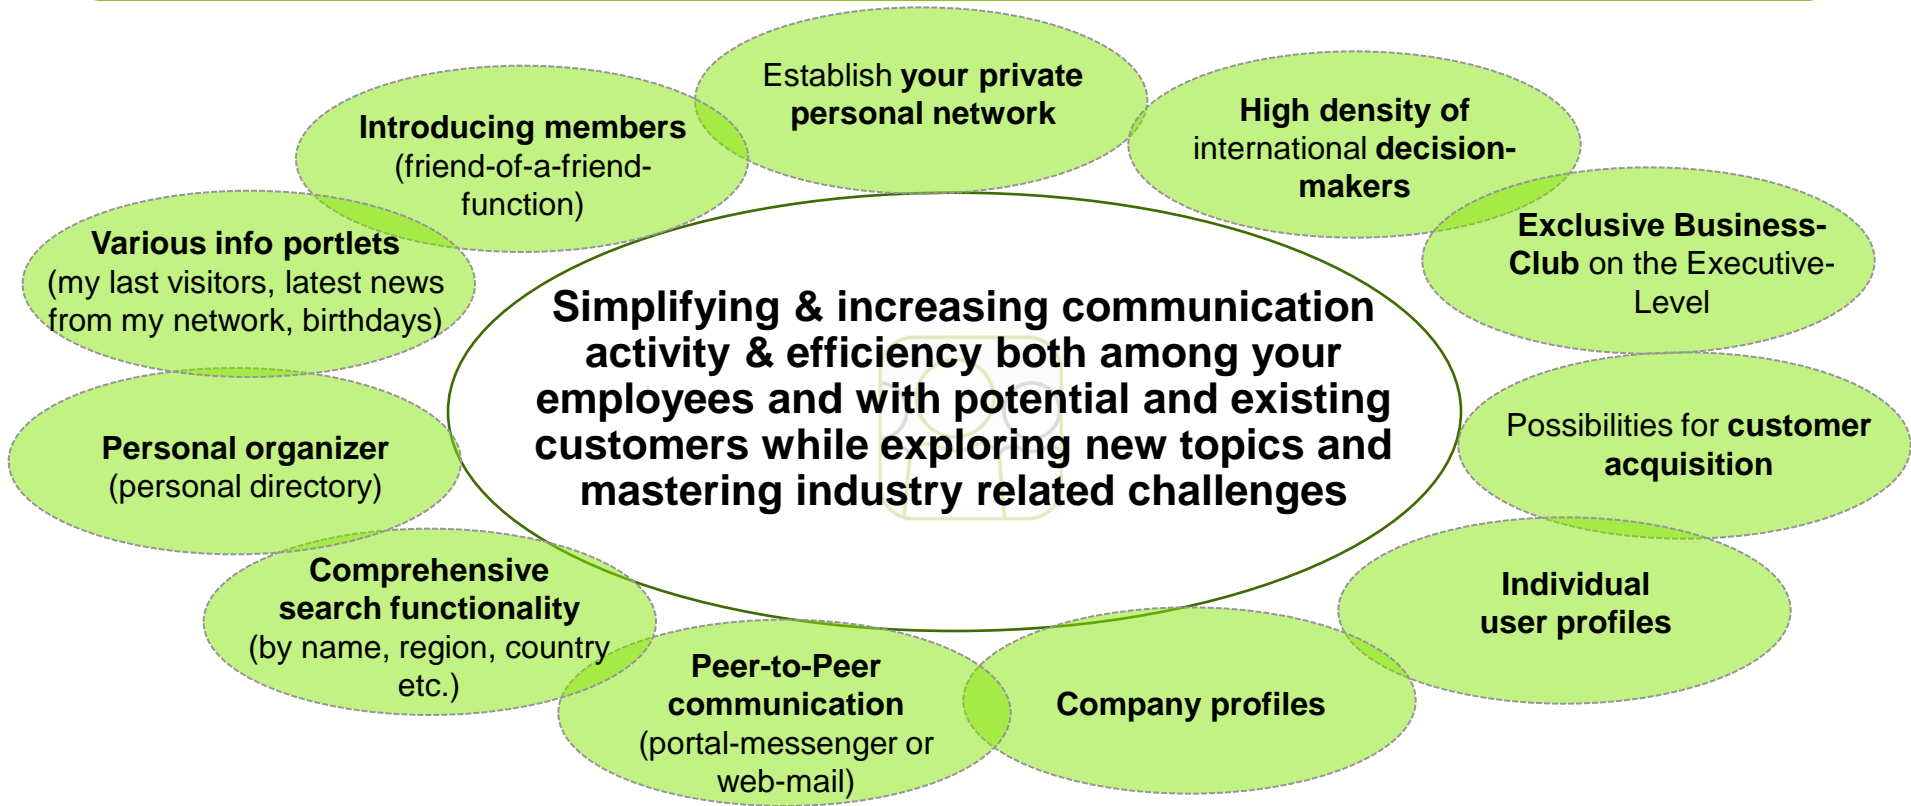 Establish your private
personal network
High density of
international decision-
makers
Exclusive Business-
Club on the Executive-
Level
Possibilities for customer
acquisition
Individual
user profiles
Company profiles
Peer-to-Peer
communication
(portal-messenger or
web-mail)
Comprehensive
search functionality
(by name, region, country
etc.)
Personal organizer
(personal directory)
Various info portlets
(my last visitors, latest news
from my network, birthdays)
Introducing members
(friend-of-a-friend-
function)
Simplifying & increasing communication
activity & efficiency both among your
employees and with potential and existing
customers while exploring new topics and
mastering industry related challenges